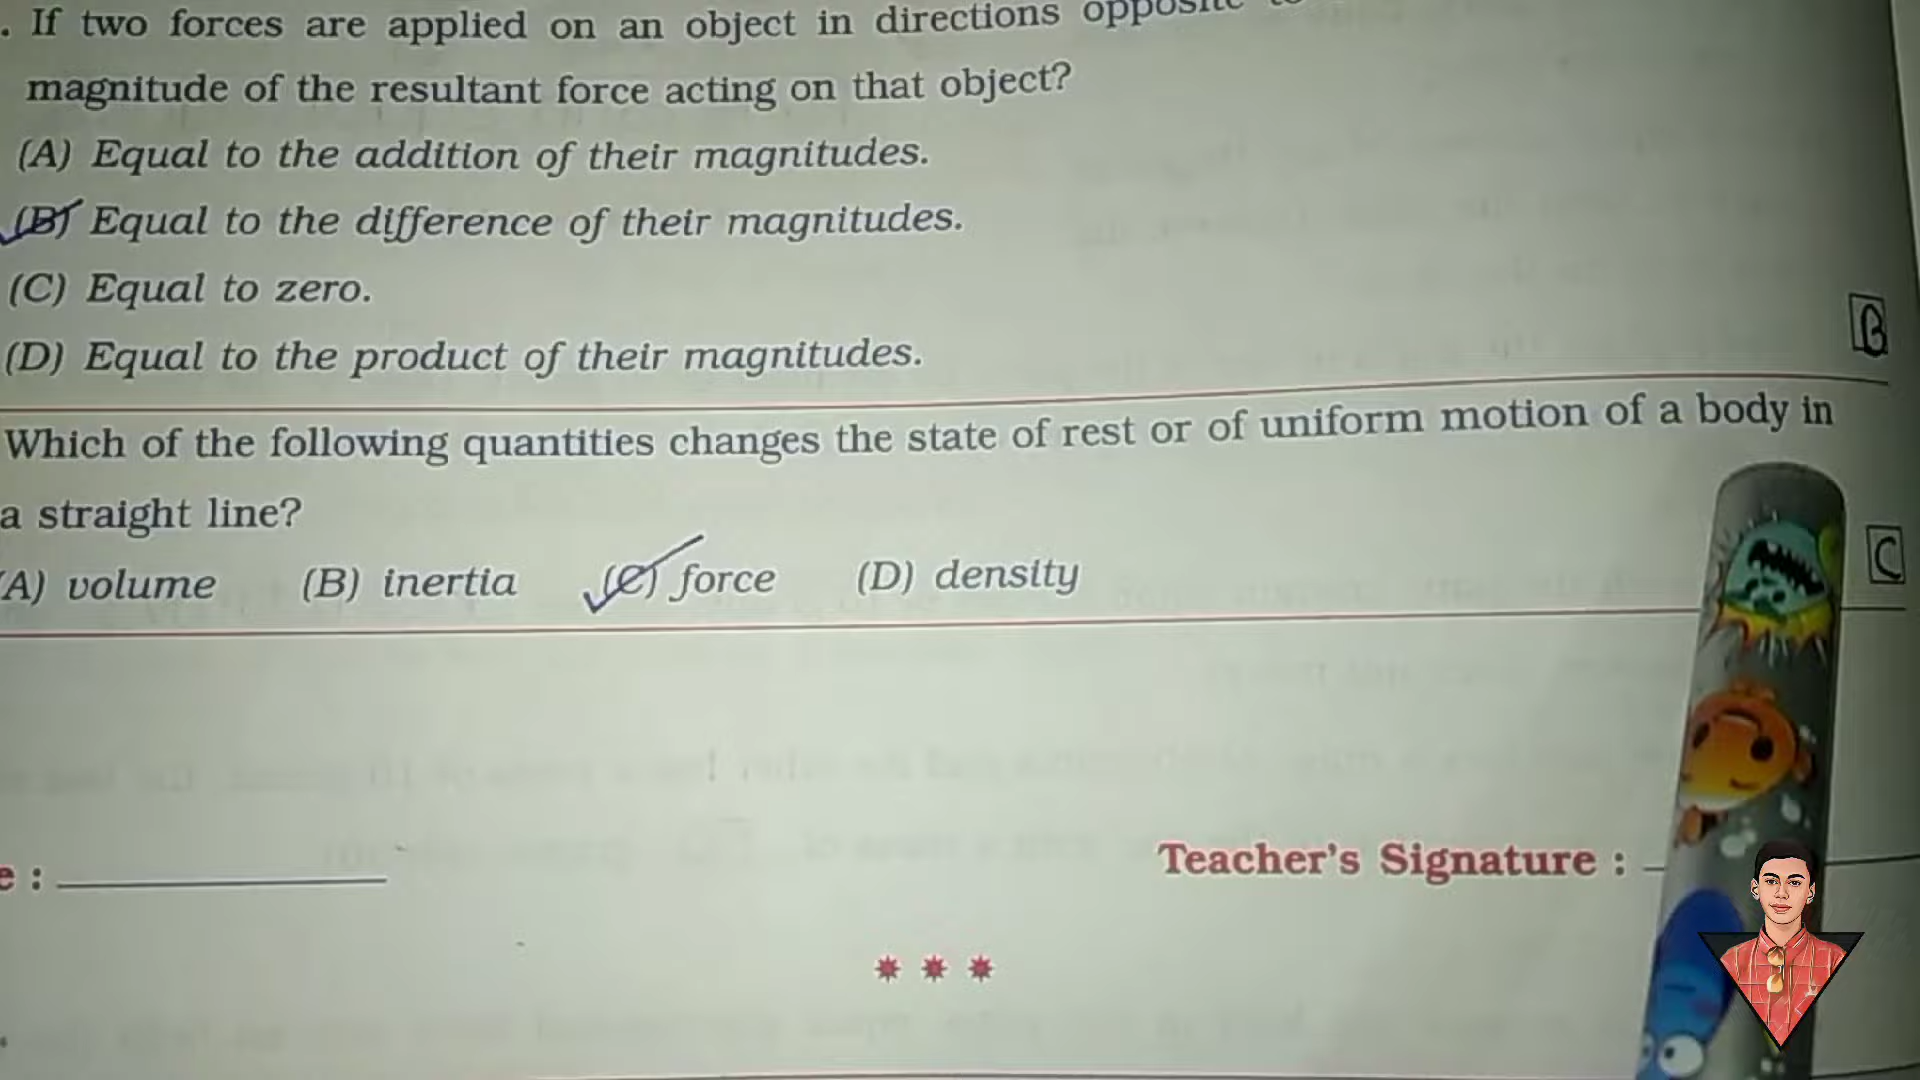 . If two forces are applied on an object in directions opposite
magnitude of the resultant force acting on that object?
(A) Equal to the addition of their magnitudes.
(B) Equal to the difference of their magnitudes.
(C) Equal to zero.
B
(D) Equal to the product of their magnitudes.
Which of the following quantities changes the state of rest or of uniform motion of a body in
a straight line?
(A) volume (B) inertia (C) force (D) density
C
e : Teacher's Signature :